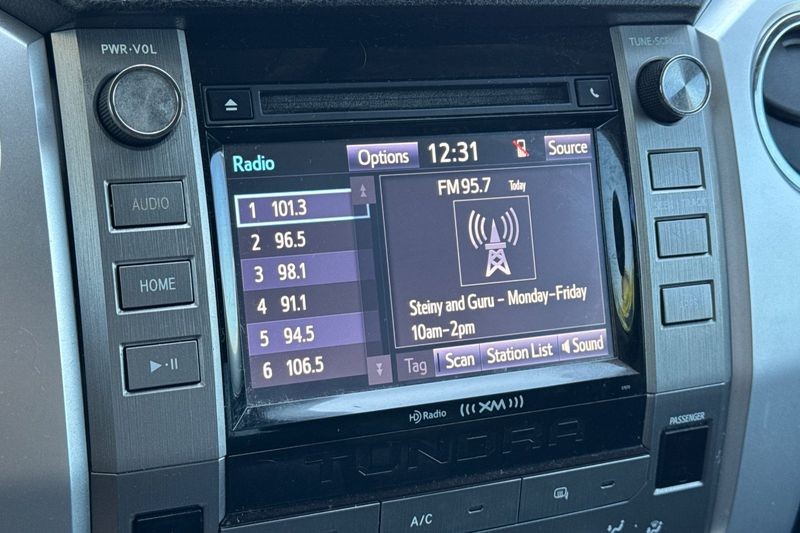 PWR·VOL
TUNE·SCROLL
AUDIO
HOME
Radio
Options
12:31
Source
1 101.3
2 96.5
3 98.1
4 91.1
5 94.5
6 106.5
FM 95.7 Today
Steiny and Guru – Monday–Friday
10am–2pm
Tag
Scan
Station List
Sound
HD Radio
((( XM )))
TUNDRA
PASSENGER
A/C